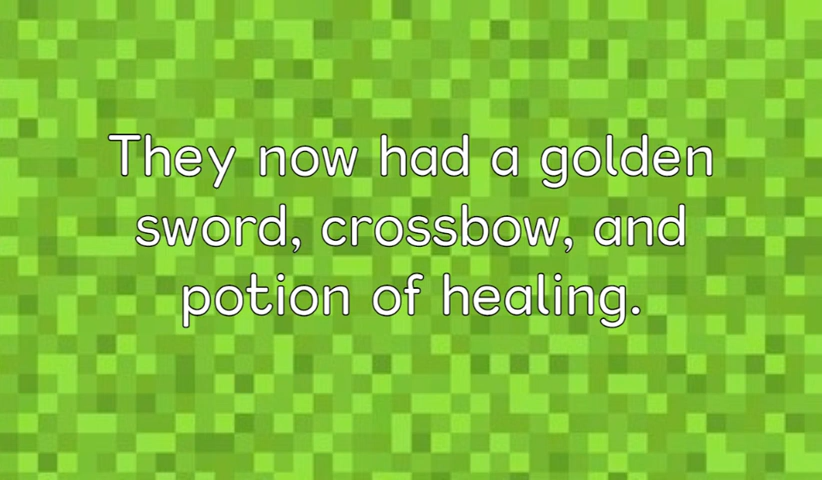 They now had a golden
sword, crossbow, and
potion of healing.